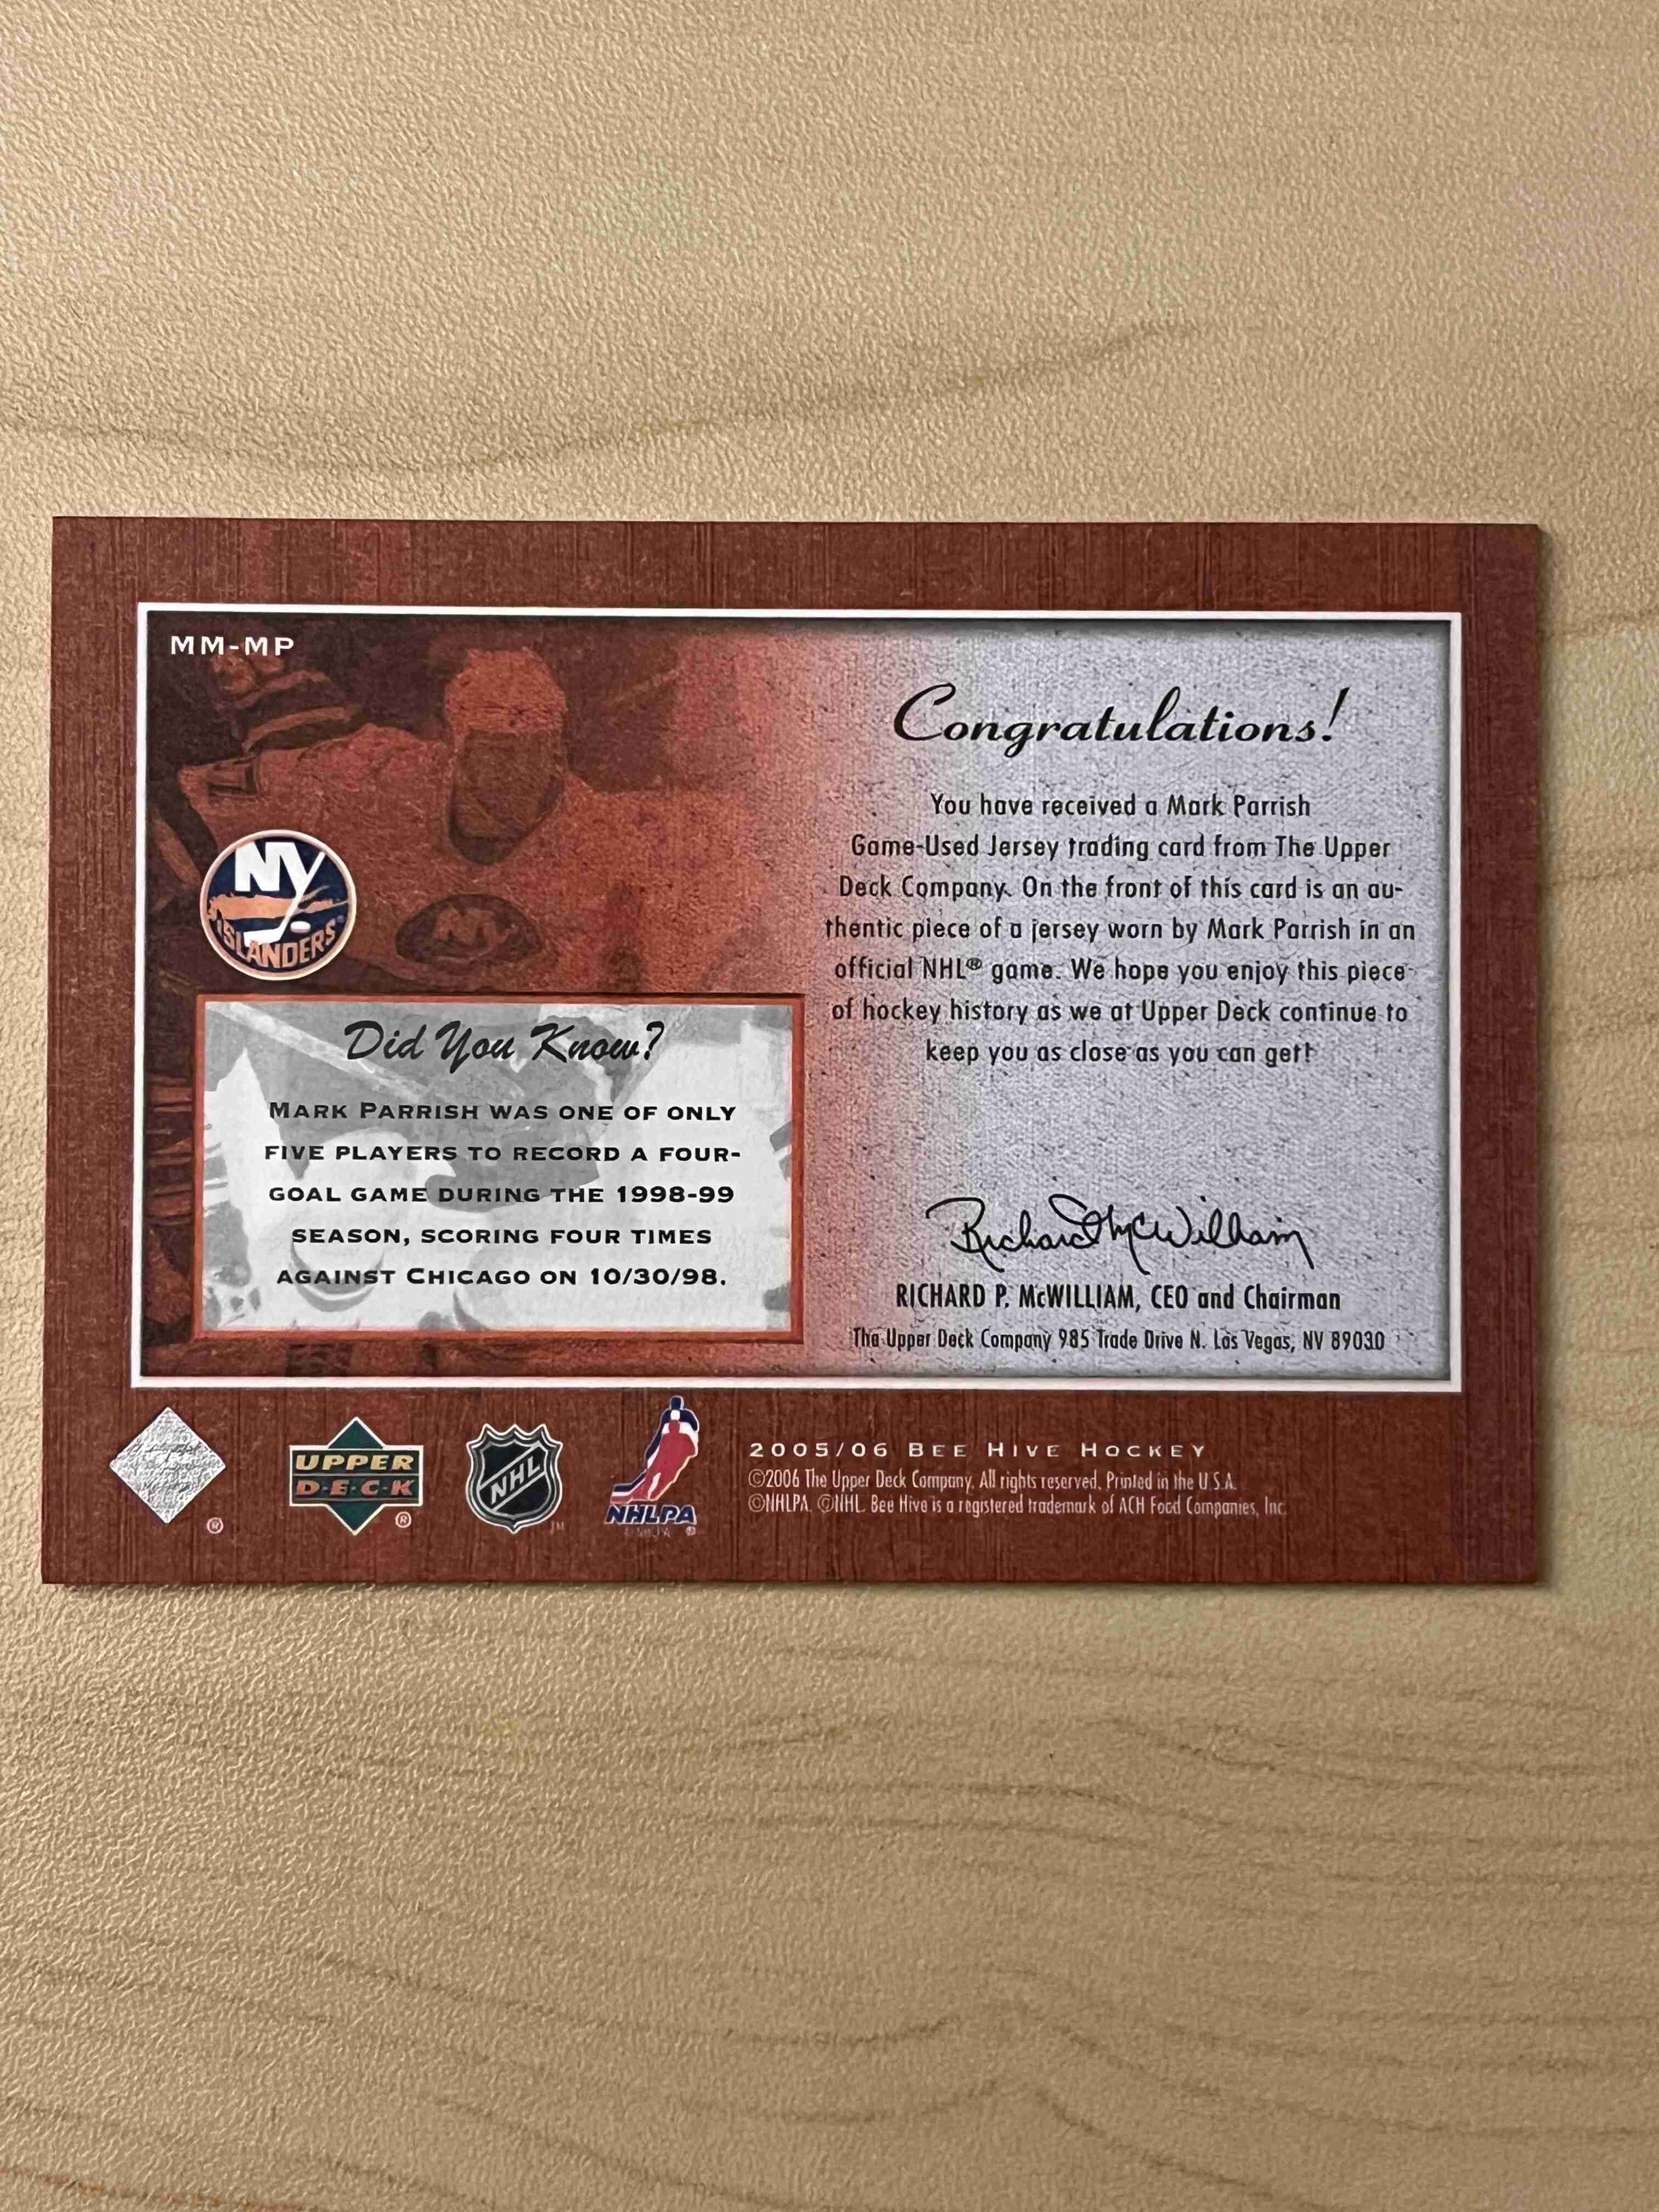 MM-MP
NY
ISLANDERS
NY
Did You Know?
MARK PARRISH WAS ONE OF ONLY
FIVE PLAYERS TO RECORD A FOUR-
GOAL GAME DURING THE 1998-99
SEASON, SCORING FOUR TIMES
AGAINST CHICAGO ON 10/30/98.
Congratulations!
You have received a Mark Parrish
Game-Used Jersey trading card from The Upper
Deck Company. On the front of this card is an au-
thentic piece of a jersey worn by Mark Parrish in an
official NHL® game. We hope you enjoy this piece
of hockey history as we at Upper Deck continue to
keep you as close as you can get!
Richard McWilliam
RICHARD P. McWILLIAM, CEO and Chairman
The Upper Deck Company 985 Trade Drive N. Las Vegas, NV 89030
®
UPPER
D·E·C·K
®
NHL
TM
NHLPA
®
2005/06 BEE HIVE HOCKEY
©2006 The Upper Deck Company. All rights reserved. Printed in the U.S.A.
©NHLPA. ©NHL. Bee Hive is a registered trademark of ACH Food Companies, Inc.